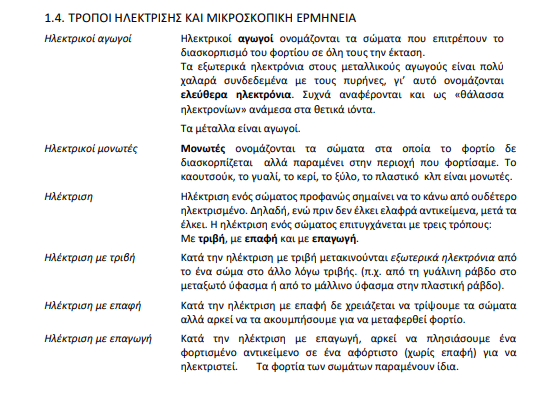 1.4. ΤΡΟΠΟΙ ΗΛΕΚΤΡΙΣΗΣ ΚΑΙ ΜΙΚΡΟΣΚΟΠΙΚΗ ΕΡΜΗΝΕΙΑ
Ηλεκτρικοί αγωγοί
Ηλεκτρικοί αγωγοί ονομάζονται τα σώματα που επιτρέπουν το
διασκορπισμό του φορτίου σε όλη τους την έκταση.
Τα εξωτερικά ηλεκτρόνια στους μεταλλικούς αγωγούς είναι πολύ
χαλαρά συνδεδεμένα με τους πυρήνες, γι’ αυτό ονομάζονται
ελεύθερα ηλεκτρόνια. Συχνά αναφέρονται και ως «θάλασσα
ηλεκτρονίων» ανάμεσα στα θετικά ιόντα.
Τα μέταλλα είναι αγωγοί.
Ηλεκτρικοί μονωτές
Μονωτές ονομάζονται τα σώματα στα οποία το φορτίο δε
διασκορπίζεται αλλά παραμένει στην περιοχή που φορτίσαμε. Το
καουτσούκ, το γυαλί, το κερί, το ξύλο, το πλαστικό κλπ είναι μονωτές.
Ηλέκτριση
Ηλέκτριση ενός σώματος προφανώς σημαίνει να το κάνω από ουδέτερο
ηλεκτρισμένο. Δηλαδή, ενώ πριν δεν έλκει ελαφρά αντικείμενα, μετά τα
έλκει. Η ηλέκτριση ενός σώματος επιτυγχάνεται με τρεις τρόπους:
Με τριβή, με επαφή και με επαγωγή.
Ηλέκτριση με τριβή
Κατά την ηλέκτριση με τριβή μετακινούνται εξωτερικά ηλεκτρόνια από
το ένα σώμα στο άλλο λόγω τριβής. (π.χ. από τη γυάλινη ράβδο στο
μεταξωτό ύφασμα ή από το μάλλινο ύφασμα στην πλαστική ράβδο).
Ηλέκτριση με επαφή
Κατά την ηλέκτριση με επαφή δε χρειάζεται να τρίψουμε τα σώματα
αλλά αρκεί να τα ακουμπήσουμε για να μεταφερθεί φορτίο.
Ηλέκτριση με επαγωγή
Κατά την ηλέκτριση με επαγωγή, αρκεί να πλησιάσουμε ένα
φορτισμένο αντικείμενο σε ένα αφόρτιστο (χωρίς επαφή) για να
ηλεκτριστεί. Τα φορτία των σωμάτων παραμένουν ίδια.